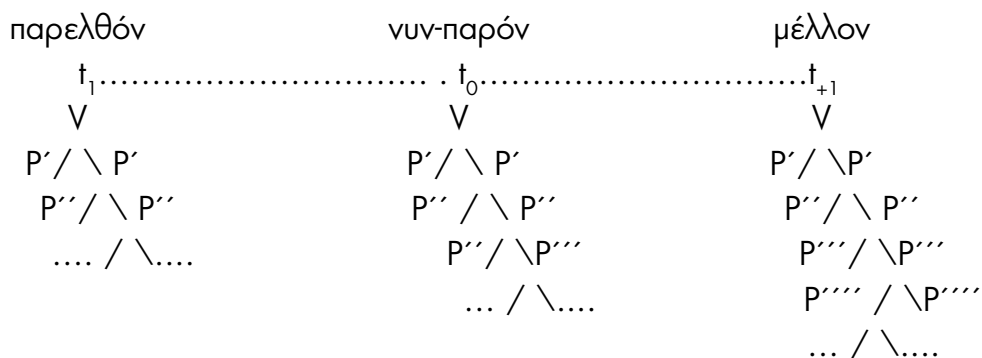 παρελθόν νυν-παρόν μέλλον
t1............................... . t0...............................t+1
V V V
P΄/ \ P΄ P΄/ \ P΄ P΄/ \P΄
P΄΄/ \ P΄΄ P΄΄ / \ P΄΄ P΄΄/ \ P΄΄
.... / \.... P΄΄/ \P΄΄΄ P΄΄΄/ \P΄΄΄
... / \.... P΄΄΄΄ / \P΄΄΄΄
... / \....